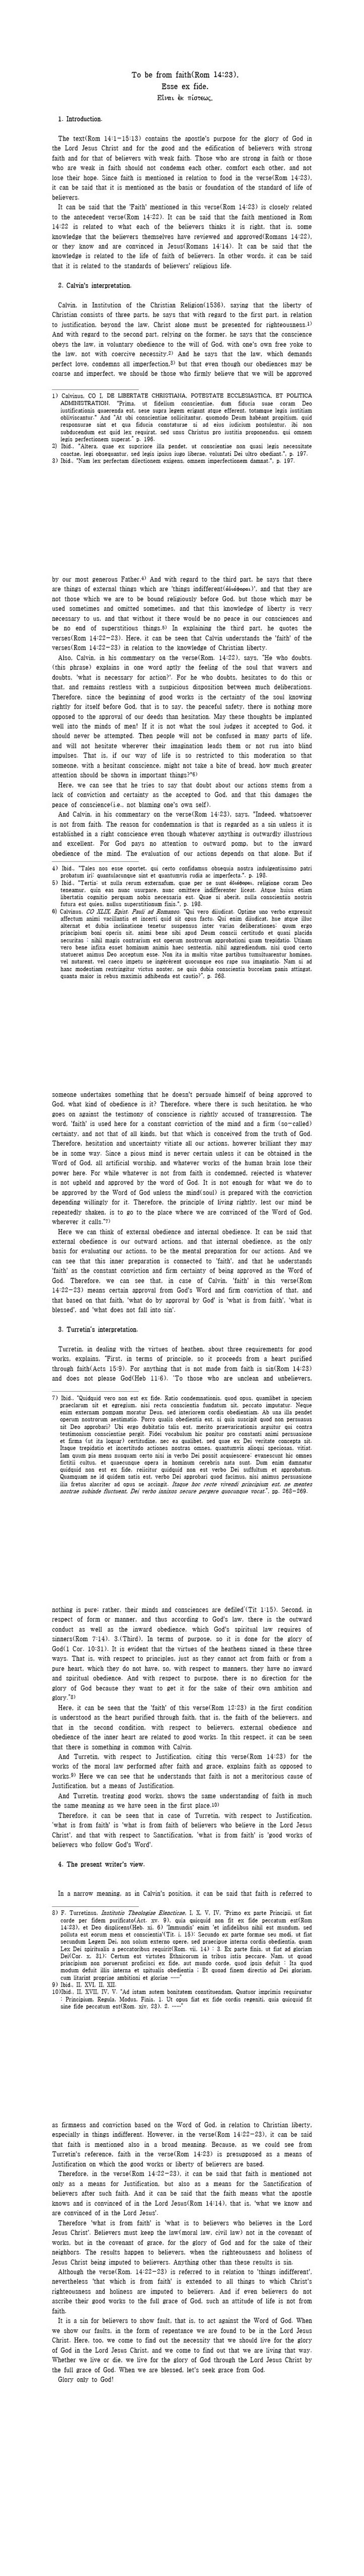 To be from faith(Rom 14:23).
Esse ex fide.
Εἶναι ἐκ πίστεως.
1. Introduction.
The text(Rom 14:1-15:13) contains the apostle's purpose for the glory of God in
the Lord Jesus Christ and for the good and the edification of believers with strong
faith and for that of believers with weak faith. Those who are strong in faith or those
who are weak in faith should not condemn each other, comfort each other, and not
lose their hope. Since faith is mentioned in relation to food in the verse(Rom 14:23),
it can be said that it is mentioned as the basis or foundation of the standard of life of
believers.
It can be said that the 'Faith' mentioned in this verse(Rom 14:23) is closely related
to the antecedent verse(Rom 14:22). It can be said that the faith mentioned in Rom
14:22 is related to what each of the believers thinks it is right, that is, some
knowledge that the believers themselves have reviewed and approved(Romans 14:22),
or they know and are convinced in Jesus(Romans 14:14). It can be said that the
knowledge is related to the life of faith of believers. In other words, it can be said
that it is related to the standards of believers' religious life.
2. Calvin's interpretation.
Calvin, in Institution of the Christian Religion(1536), saying that the liberty of
Christian consists of three parts, he says that with regard to the first part, in relation
to justification, beyond the law, Christ alone must be presented for righteousness.1)
And with regard to the second part, relying on the former, he says that the conscience
obeys the law, in voluntary obedience to the will of God, with one's own free yoke to
the law, not with coercive necessity.2) And he says that the law, which demands
perfect love, condemns all imperfection,3) but that even though our obediences may be
coarse and imperfect, we should be those who firmly believe that we will be approved
1) Calvinus, CO I, DE LIBERTATE CHRISTIANA, POTESTATE ECCLESIASTICA, ET POLITICA
ADMINISTRATION. "Prima, ut fidelium conscientiae, dum fiducia suae coram Deo
iustificationis quaerenda est, sese supra legem erigant atque efferant, totamque legis iustitiam
obliviscantur." And "At ubi conscientiae sollicitantur, quomodo Deum habeant propitium, quid
responsurae sint et qua fiducia constaturae si ad eius iudicium postulentur, ibi non
subducendum est quid lex requirat, sed unus Christus pro iustitia proponendus, qui omnem
legis perfectionem superat." p. 196.
2) Ibid., "Altera, quae ex superiore illa pendet, ut conscientiae non quasi legis necessitate
coactae, legi obsequantur, sed legis ipsius iugo liberae, voluntati Dei ultro obediant.", p. 197.
3) Ibid., "Nam lex perfectam dilectionem exigens, omnem imperfectionem damnat.", p. 197.
by our most generous Father.4) And with regard to the third part, he says that there
are things of external things which are 'things indifferent(ἀδιάφοροι)', and that they are
not those which we are to be bound religiously before God, but those which may be
used sometimes and omitted sometimes, and that this knowledge of liberty is very
necessary to us, and that without it there would be no peace in our consciences and
be no end of superstitious things.5) In explaining the third part, he quotes the
verses(Rom 14:22-23). Here, it can be seen that Calvin understands the 'faith' of the
verses(Rom 14:22-23) in relation to the knowledge of Christian liberty.
Also, Calvin, in his commentary on the verse(Rom 14:22), says, "He who doubts,
(this phrase) explains in one word aptly the feeling of the soul that wavers and
doubts, 'what is necessary for action)'. For he who doubts, hesitates to do this or
that, and remains restless with a suspicious disposition between much deliberations.
Therefore, since the beginning of good works is the certainty of the soul knowing
rightly for itself before God, that is to say, the peaceful safety, there is nothing more
opposed to the approval of our deeds than hesitation. May these thoughts be implanted
well into the minds of men! If it is not what the soul judges it accepted to God, it
should never be attempted. Then people will not be confused in many parts of life,
and will not hesitate wherever their imagination leads them or not run into blind
impulses. That is, if our way of life is so restricted to this moderation so that
someone, with a hesitant conscience, might not take a bite of bread, how much greater
attention should be shown in important things?"6)
Here, we can see that he tries to say that doubt about our actions stems from a
lack of conviction and certainty as the accepted to God, and that this damages the
peace of conscience(i.e., not blaming one's own self).
And Calvin, in his commentary on the verse(Rom 14:23), says, "Indeed, whatsoever
is not from faith. The reason for condemnation is that is regarded as a sin unless it is
established in a right conscience even though whatever anything is outwardly illustrious
and excellent. For God pays no attention to outward pomp, but to the inward
obedience of the mind. The evaluation of our actions depends on that alone. But if
4) Ibid., "Tales nos esse oportet, qui certo confidamus obsequia nostra indulgentissimo patri
probatum iri: quantulacunque sint et quantumvis rudia ac imperfecta.", p. 198.
5) Ibid., "Tertia: ut nulla rerum externarum, quae per se sunt ἀδιάφοροι, religione coram Deo
teneamur, quin eas nunc usurpare, nunc omittere indifferenter liceat. Atque huius etiam
libertatis cognitio perquam nobis necessaria est. Quae si aberit, nulla conscientiis nostris
futura est quies, nullus superstitionum finis.", p. 198.
6) Calvinus, CO XLIX, Epist. Pauli ad Romanos "Qui vero diiudicat. Optime uno verbo expressit
affectum animi vacillantis et incerti quid sit opus facto. Qui enim diiudicat, huc atque illuc
alternat et dubia inclinatione tenetur suspensus inter varias deliberationes: quum ergo
principium boni operis sit, animi bene sibi apud Deum conscii certitudo et quasi placida
securitas : nihil magis contrarium est operum nostrorum approbationi quam trepidatio. Utinam
vero bene infixa esset hominum animis haec sententia, nihil aggrediendum, nisi quod certo
statueret animus Deo acceptum esse. Non ita in multis vitae partibus tumultuarentur homines,
vel nutarent, vel caeco impetu se ingererent quocunque eos rape sua imaginatio. Nam si ad
hanc modestiam restringitur victus noster, ne quis dubia conscientia buccelam panis attingat,
quanta maior in rebus maximis adhibenda est cautio?", p. 268.
someone undertakes something that he doesn't persuade himself of being approved to
God, what kind of obedience is it? Therefore, where there is such hesitation, he who
goes on against the testimony of conscience is rightly accused of transgression. The
word, 'faith' is used here for a constant conviction of the mind and a firm (so-called)
certainty, and not that of all kinds, but that which is conceived from the truth of God.
Therefore, hesitation and uncertainty vitiate all our actions, however brilliant they may
be in some way. Since a pious mind is never certain unless it can be obtained in the
Word of God, all artificial worship, and whatever works of the human brain lose their
power here. For while whatever is not from faith is condemned, rejected is whatever
is not upheld and approved by the word of God. It is not enough for what we do to
be approved by the Word of God unless the mind(soul) is prepared with the conviction
depending willingly for it. Therefore, the principle of living rightly, lest our mind be
repeatedly shaken, is to go to the place where we are convinced of the Word of God,
wherever it calls."7)
Here we can think of external obedience and internal obedience. It can be said that
external obedience is our outward actions, and that internal obedience, as the only
basis for evaluating our actions, to be the mental preparation for our actions. And we
can see that this inner preparation is connected to 'faith', and that he understands
'faith' as the constant conviction and firm certainty of being approved as the Word of
God. Therefore, we can see that, in case of Calvin, 'faith' in this verse(Rom
14:22-23) means certain approval from God's Word and firm conviction of that, and
that based on that faith, 'what do by approval by God' is 'what is from faith', 'what is
blessed', and 'what does not fall into sin'.
3. Turretin's interpretation.
Turretin, in dealing with the virtues of heathen, about three requirements for good
works, explains, "First, in terms of principle, so it proceeds from a heart purified
through faith(Acts 15:9). For anything that is not made from faith is sin(Rom 14:23)
and does not please God(Heb 11:6). 'To those who are unclean and unbelievers,
7) Ibid., "Quidquid vero non est ex fide. Ratio condemnationis, quod opus, quamlibet in speciem
praeclarum sit et egregium, nisi recta conscientia fundatum sit, peccato imputatur. Neque
enim externam pompam moratur Deus, sed interiorem cordis obedientiam. Ab una illa pendet
operum nostrorum aestimatio. Porro qualis obedientia est, si quis suscipit quod non persuasus
sit Deo approbari? Ubi ergo dubitatio talis est, merito praevaricationis arguitur qui contra
testimonium conscientiae pergit. Fidei vocabulum hic ponitur pro constanti animi persuasione
et firma (ut ita loquar) certitudine, nec ea qualibet, sed quae ex Dei veritate concepta sit.
Itaque trepidatio et incertitudo actiones nostras omnes, quantumvis alioqui speciosas, vitiat.
Iam quum pia mens nusquam certo nisi in verbo Dei possit acquiescere: evanescunt hic omnes
fictitii cultus, et quaecunque opera in hominum cerebris nata sunt. Dum enim damnatur
quidquid non est ex fide, reiicitur quidquid non est verbo Dei suffultum et approbatum.
Quamquam ne id quidem satis est, verbo Dei approbari quod facimus, nisi animus persuasione
illa fretus alacriter ad opus se accingit. Itaque hoc recte vivendi principium est, ne mentes
nostrae subinde fluctuent, Dei verbo innixos secure pergere quocunque vocat.", pp. 268-269.
nothing is pure; rather, their minds and consciences are defiled'(Tit 1:15). Second, in
respect of form or manner, and thus according to God's law, there is the outward
conduct as well as the inward obedience, which God's spiritual law requires of
sinners(Rom 7:14). 3.(Third). In terms of purpose, so it is done for the glory of
God(1 Cor. 10:31). It is evident that the virtues of the heathens sinned in these three
ways. That is, with respect to principles, just as they cannot act from faith or from a
pure heart, which they do not have, so, with respect to manners, they have no inward
and spiritual obedience. And with respect to purpose, there is no direction for the
glory of God because they want to get it for the sake of their own ambition and
glory."8)
Here, it can be seen that the 'faith' of this verse(Rom 12:23) in the first condition
is understood as the heart purified through faith, that is, the faith of the believers, and
that in the second condition, with respect to believers, external obedience and
obedience of the inner heart are related to good works. In this respect, it can be seen
that there is something in common with Calvin.
And Turretin, with respect to Justification, citing this verse(Rom 14:23) for the
works of the moral law performed after faith and grace, explains faith as opposed to
works.9) Here we can see that he understands that faith is not a meritorious cause of
Justification, but a means of Justification.
And Turretin, treating good works, shows the same understanding of faith in much
the same meaning as we have seen in the first place.10)
Therefore, it can be seen that in case of Turretin, with respect to Justification,
'what is from faith' is 'what is from faith of believers who believe in the Lord Jesus
Christ', and that with respect to Sanctification, 'what is from faith' is 'good works of
believers who follow God's Word'.
4. The present writer's view.
In a narrow meaning, as in Calvin's position, it can be said that faith is referred to
8) F. Turretinus, Institutio Theologiae Elencticae, I, X, V, IV. "Primo ex parte Principii, ut fiat
corde per fidem purificato(Act. xv. 9), quia quicquid non fit ex fide peccatum est(Rom
14:23), et Deo displicent(Heb. xi. 6) "immundis" enim "et infidelibus nihil est mundum, sed
polluta est eorum mens et conscientia"(Tit. i. 15); Secundo ex parte formae seu modi, ut fiat
secundum Legem Dei, non solum externo opere, sed praecipue interna cordis obedientia, quam
Lex Dei spiritualis a peccatoribus requirit(Rom. vii. 14) : 3. Ex parte finis, ut fiat ad gloriam
Dei(Cor. x. 31); Certum est virtutes Ethnicorum in tribus istis peccare. Nam, ut quoad
principium non poruerunt proficisci ex fide, aut mundo corde, quod ipsis defuit : Ita quoad
modum defuit illis interna et spitualis obedientia : Et quoad finem directio ad Dei gloriam,
cum litarint propriae ambitioni et gloriae ----"
9) Ibid., II, XVI, II, XII.
10)Ibid., II, XVII, IV, V. "Ad istam autem bonitatem constituendam, Quatuor imprimis requiruntur
: Principium, Regula, Modus, Finis. 1. Ut opus fiat ex fide cordis regeniti, quia quicquid fit
sine fide peccatum est(Rom. xiv. 23). 2. ----"
as firmness and conviction based on the Word of God, in relation to Christian liberty,
especially in things indifferent. However, in the verse(Rom 14:22-23), it can be said
that faith is mentioned also in a broad meaning. Because, as we could see from
Turretin's reference, faith in the verse(Rom 14:23) is presupposed as a means of
Justification on which the good works or liberty of believers are based.
Therefore, in the verse(Rom 14:22-23), it can be said that faith is mentioned not
only as a means for Justification, but also as a means for the Sanctification of
believers after such faith. And it can be said that the faith means what the apostle
knows and is convinced of in the Lord Jesus(Rom 14:14), that is, 'what we know and
are convinced of in the Lord Jesus'.
Therefore 'what is from faith' is 'what is to believers who believes in the Lord
Jesus Christ'. Believers must keep the law(moral law, civil law) not in the covenant of
works, but in the covenant of grace, for the glory of God and for the sake of their
neighbors. The results happen to believers, when the righteousness and holiness of
Jesus Christ being imputed to believers. Anything other than these results is sin.
Although the verse(Rom 14:22-23) is referred to in relation to 'things indifferent',
nevertheless 'that which is from faith' is extended to all things to which Christ's
righteousness and holiness are imputed to believers. And if even believers do not
ascribe their good works to the full grace of God, such an attitude of life is not from
faith.
It is a sin for believers to show fault, that is, to act against the Word of God. When
we show our faults, in the form of repentance we are found to be in the Lord Jesus
Christ. Here, too, we come to find out the necessity that we should live for the glory
of God in the Lord Jesus Christ, and we come to find out that we are living that way.
Whether we live or die, we live for the glory of God through the Lord Jesus Christ by
the full grace of God. When we are blessed, let's seek grace from God.
Glory only to God!